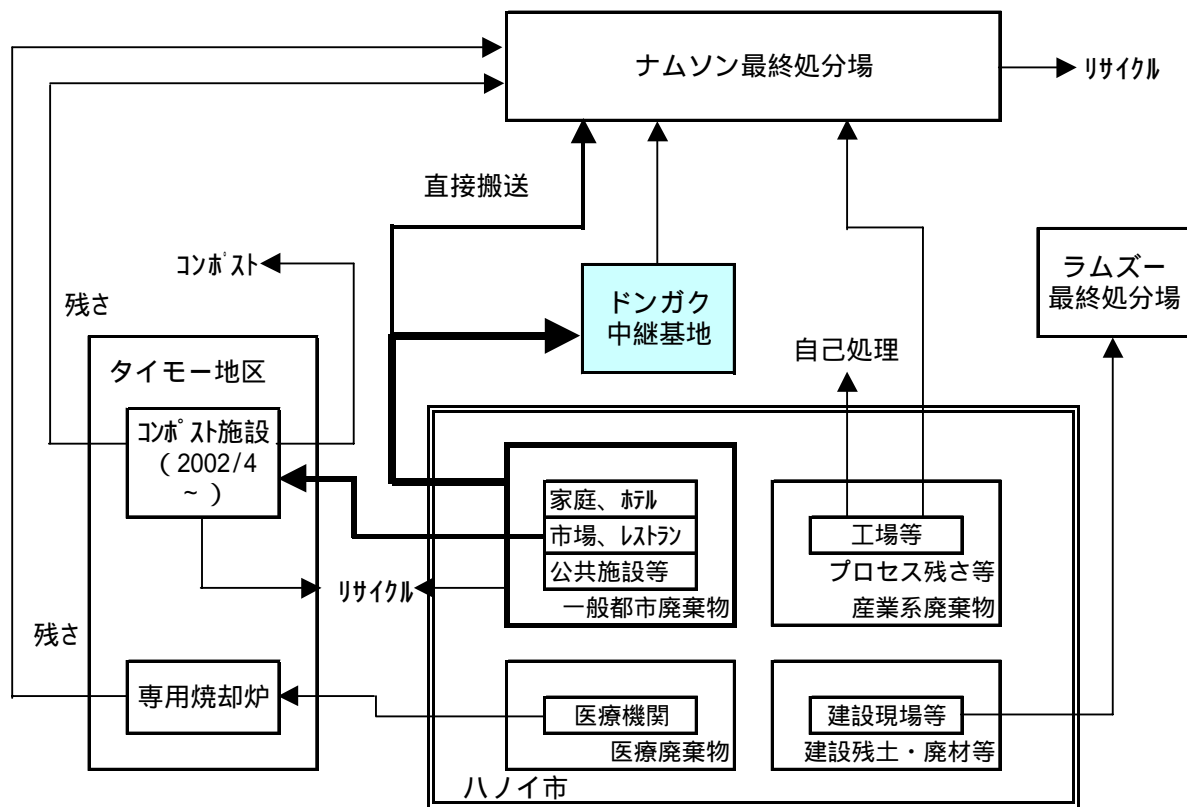 ナムソン最終処分場
リサイクル
直接搬送
コンポスト
残さ
ドンガク
中継基地
ラムズー
最終処分場
自己処理
タイモー地区
コンポスト施設
(2002/4
~)
家庭、ホテル
市場、レストラン
公共施設等
一般都市廃棄物
工場等
プロセス残さ等
産業系廃棄物
リサイクル
残さ
専用焼却炉
医療機関
医療廃棄物
建設現場等
建設残土・廃材等
ハノイ市